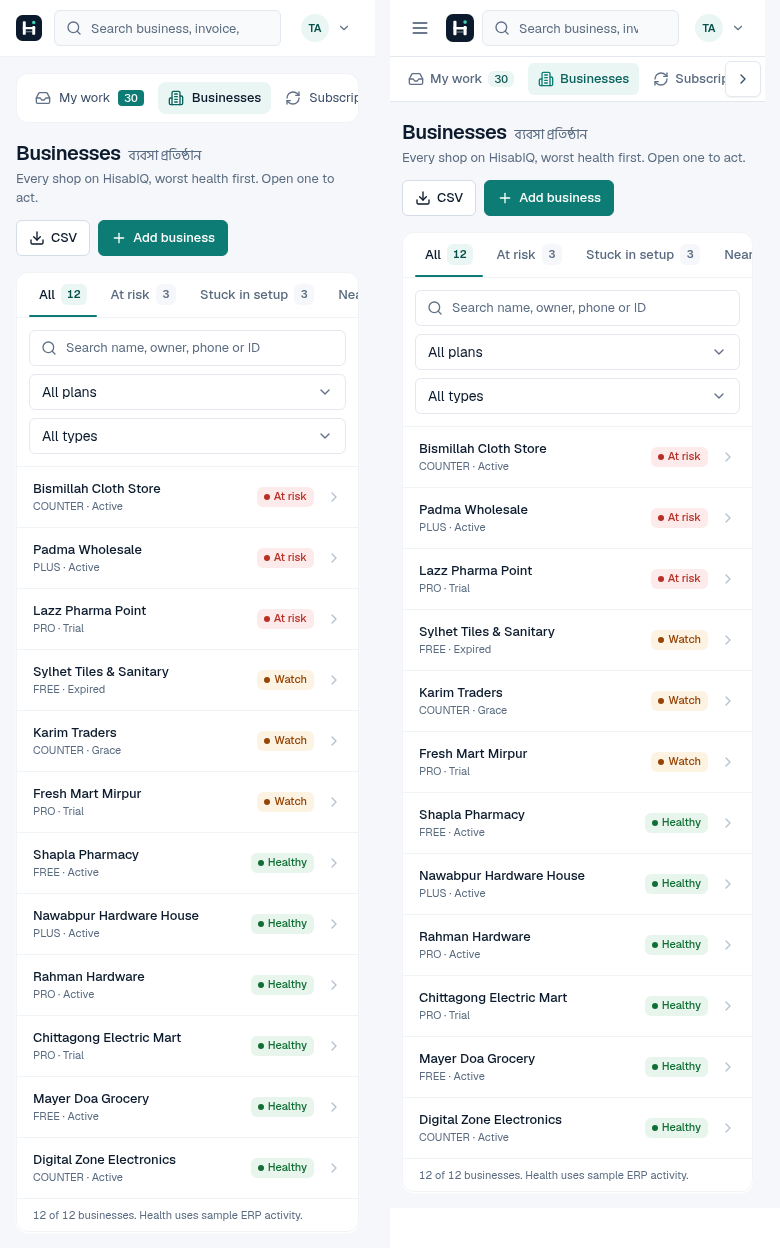 Search business, invoice,
TA
My work 30
Businesses
Subscrip
Businesses ব্যবসা প্রতিষ্ঠান
Every shop on HisabIQ, worst health first. Open one to
act.
CSV
Add business
All 12
At risk 3
Stuck in setup 3
Nea
Search name, owner, phone or ID
All plans
All types
Bismillah Cloth Store
COUNTER · Active
At risk
Padma Wholesale
PLUS · Active
At risk
Lazz Pharma Point
PRO · Trial
At risk
Sylhet Tiles & Sanitary
FREE · Expired
Watch
Karim Traders
COUNTER · Grace
Watch
Fresh Mart Mirpur
PRO · Trial
Watch
Shapla Pharmacy
FREE · Active
Healthy
Nawabpur Hardware House
PLUS · Active
Healthy
Rahman Hardware
PRO · Active
Healthy
Chittagong Electric Mart
PRO · Trial
Healthy
Mayer Doa Grocery
FREE · Active
Healthy
Digital Zone Electronics
COUNTER · Active
Healthy
12 of 12 businesses. Health uses sample ERP activity.
Search business, inv
TA
My work 30
Businesses
Subscrip
Businesses ব্যবসা প্রতিষ্ঠান
Every shop on HisabIQ, worst health first. Open one to act.
CSV
Add business
All 12
At risk 3
Stuck in setup 3
Near
Search name, owner, phone or ID
All plans
All types
Bismillah Cloth Store
COUNTER · Active
At risk
Padma Wholesale
PLUS · Active
At risk
Lazz Pharma Point
PRO · Trial
At risk
Sylhet Tiles & Sanitary
FREE · Expired
Watch
Karim Traders
COUNTER · Grace
Watch
Fresh Mart Mirpur
PRO · Trial
Watch
Shapla Pharmacy
FREE · Active
Healthy
Nawabpur Hardware House
PLUS · Active
Healthy
Rahman Hardware
PRO · Active
Healthy
Chittagong Electric Mart
PRO · Trial
Healthy
Mayer Doa Grocery
FREE · Active
Healthy
Digital Zone Electronics
COUNTER · Active
Healthy
12 of 12 businesses. Health uses sample ERP activity.